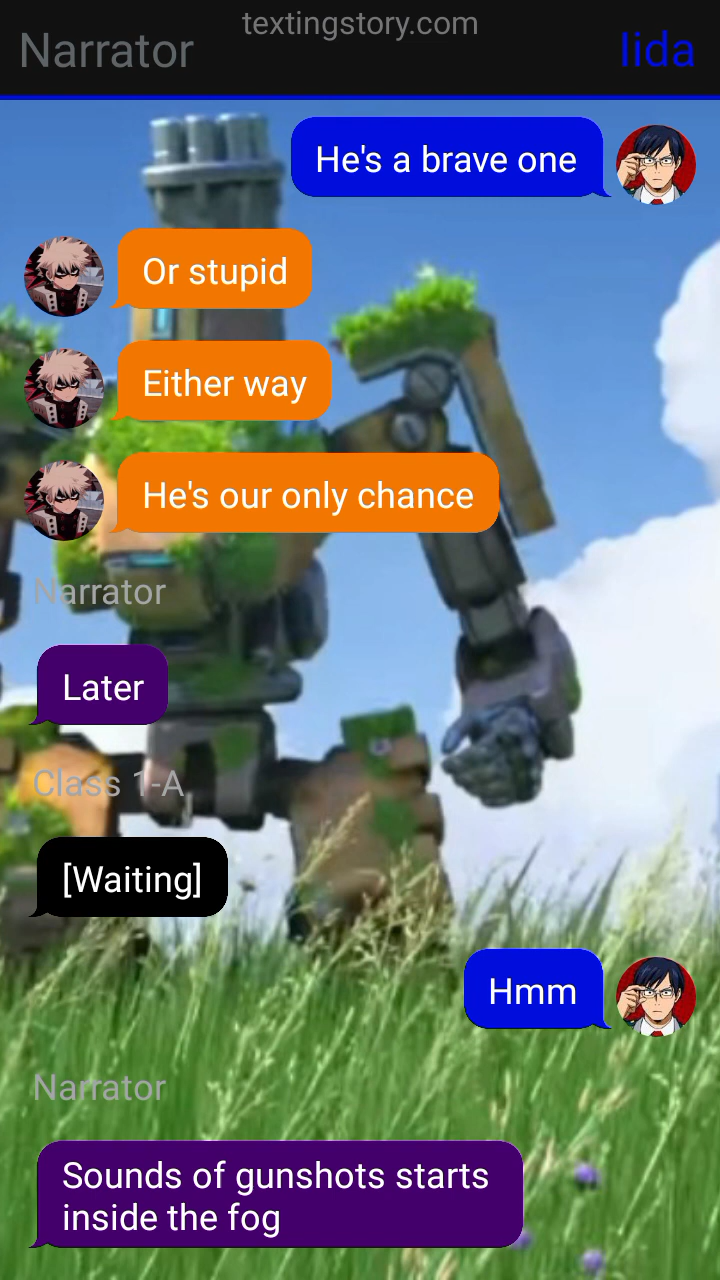 textingstory.com
Narrator
Iida
He's a brave one
Or stupid
Either way
He's our only chance
Narrator
Later
Class 1-A
[Waiting]
Hmm
Narrator
Sounds of gunshots starts
inside the fog